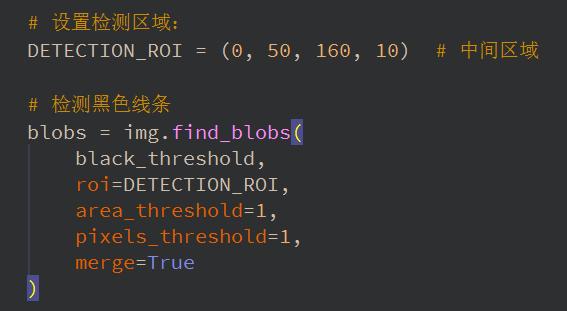 # 设置检测区域:
DETECTION_ROI = (0, 50, 160, 10)  # 中间区域
# 检测黑色线条
blobs = img.find_blobs(
    black_threshold,
    roi=DETECTION_ROI,
    area_threshold=1,
    pixels_threshold=1,
    merge=True
)